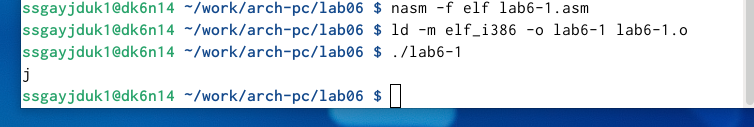 ssgayjduk1@dk6n14 ~/work/arch-pc/lab06 $ nasm -f elf lab6-1.asm
ssgayjduk1@dk6n14 ~/work/arch-pc/lab06 $ ld -m elf_i386 -o lab6-1 lab6-1.o
ssgayjduk1@dk6n14 ~/work/arch-pc/lab06 $ ./lab6-1
j
ssgayjduk1@dk6n14 ~/work/arch-pc/lab06 $